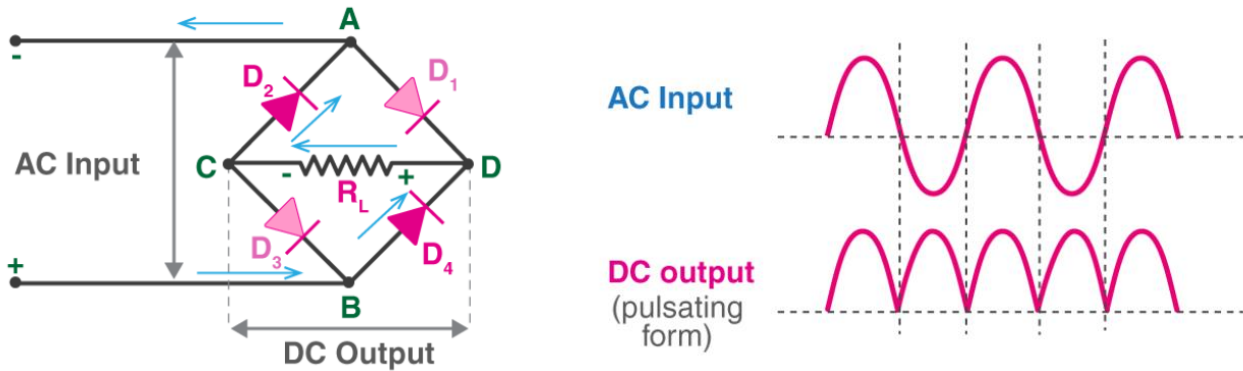 A
-
D2
D1
AC Input
C
-
+
D
RL
D3
D4
+
B
DC Output
AC Input
DC output
(pulsating
form)